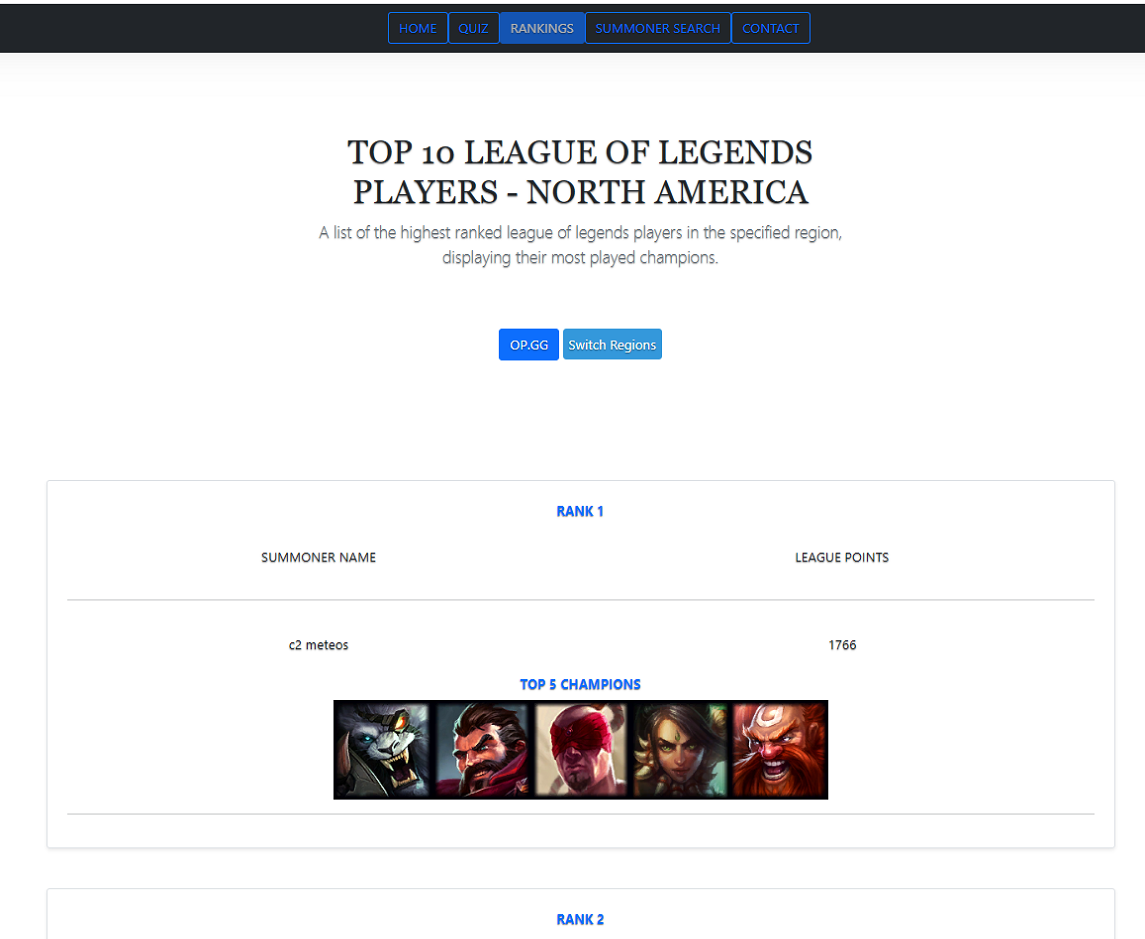 HOME QUIZ RANKINGS SUMMONER SEARCH CONTACT
TOP 10 LEAGUE OF LEGENDS
PLAYERS - NORTH AMERICA
A list of the highest ranked league of legends players in the specified region,
displaying their most played champions.
OP.GG Switch Regions
RANK 1
SUMMONER NAME LEAGUE POINTS
c2 meteos 1766
TOP 5 CHAMPIONS
RANK 2